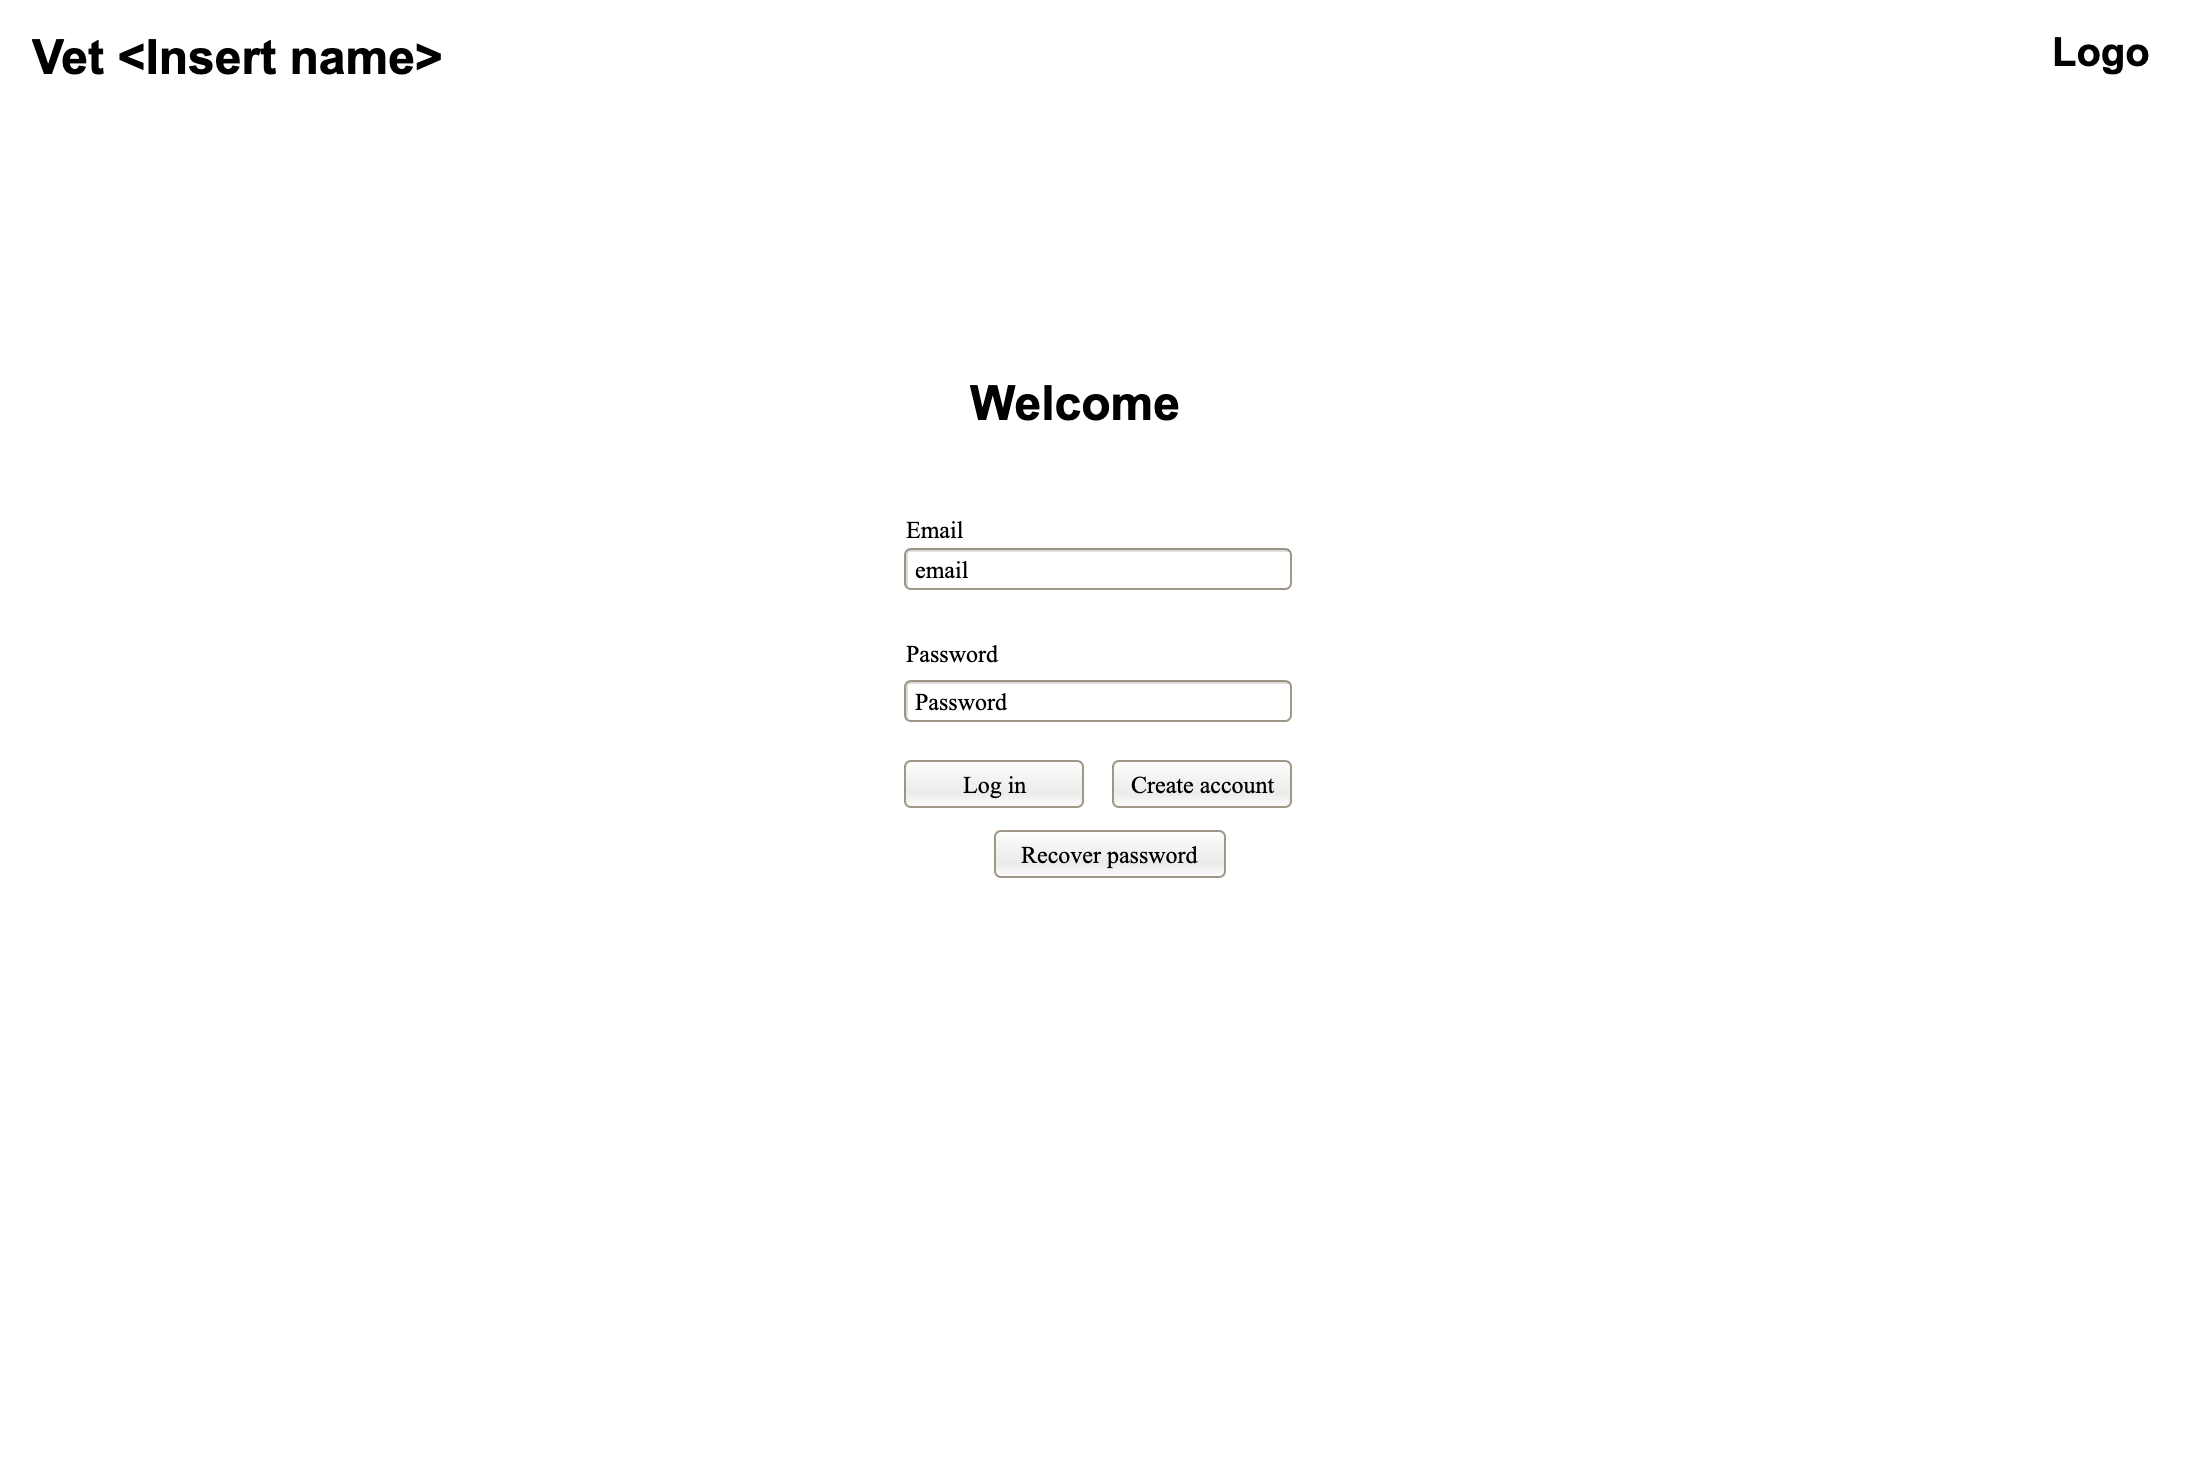 Vet <Insert name>
Logo
Welcome
Email
email
Password
Password
Log in
Create account
Recover password